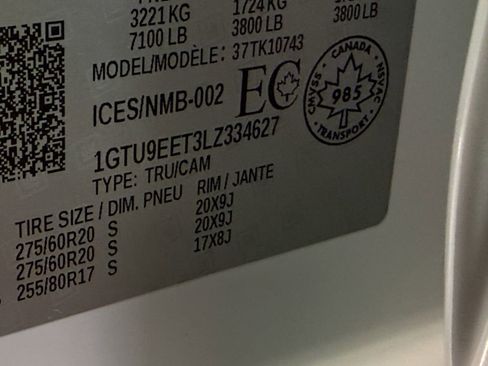 3221 KG 1724 KG
7100 LB 3800 LB 3800 LB
MODEL/MODÈLE: 37TK10743
ICES/NMB-002 EC
CANADA
CMVSS NSVAC
985
TRANSPORT
1GTU9EET3LZ334627
TYPE: TRU/CAM
TIRE SIZE / DIM. PNEU RIM / JANTE
275/60R20 S 20X9J
275/60R20 S 20X9J
255/80R17 S 17X8J